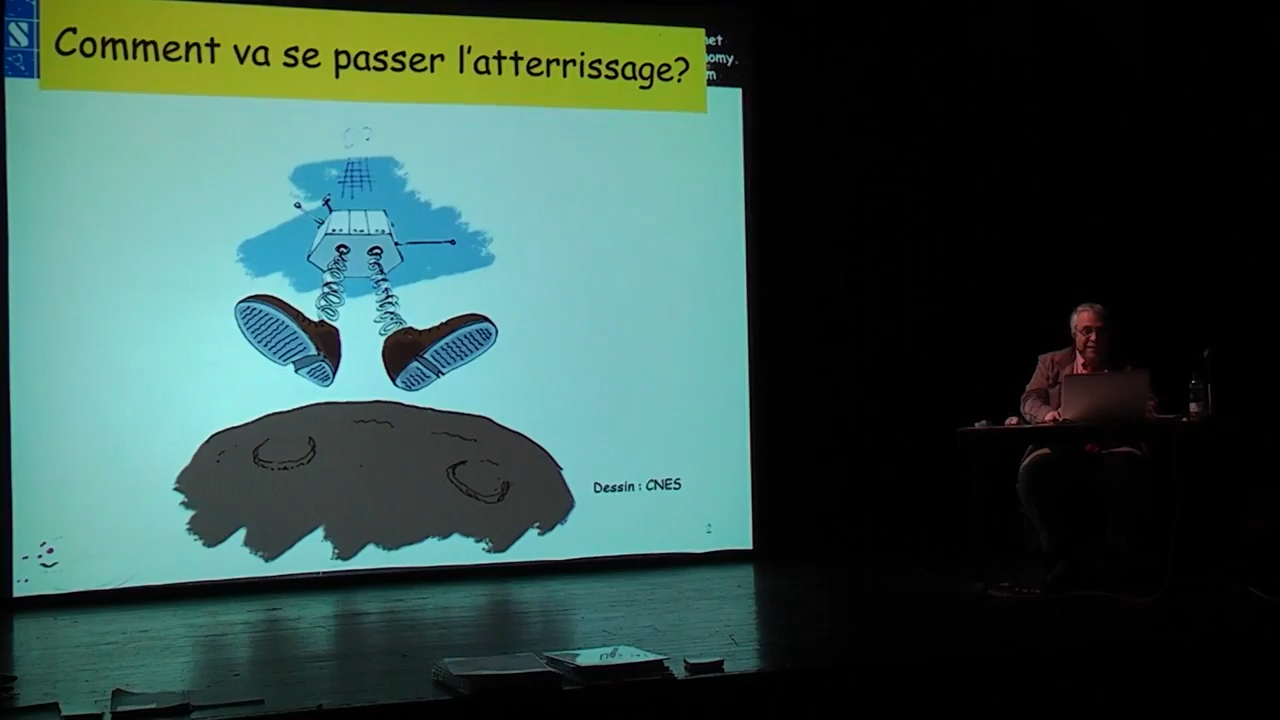 Comment va se passer l'atterrissage?
Dessin : CNES